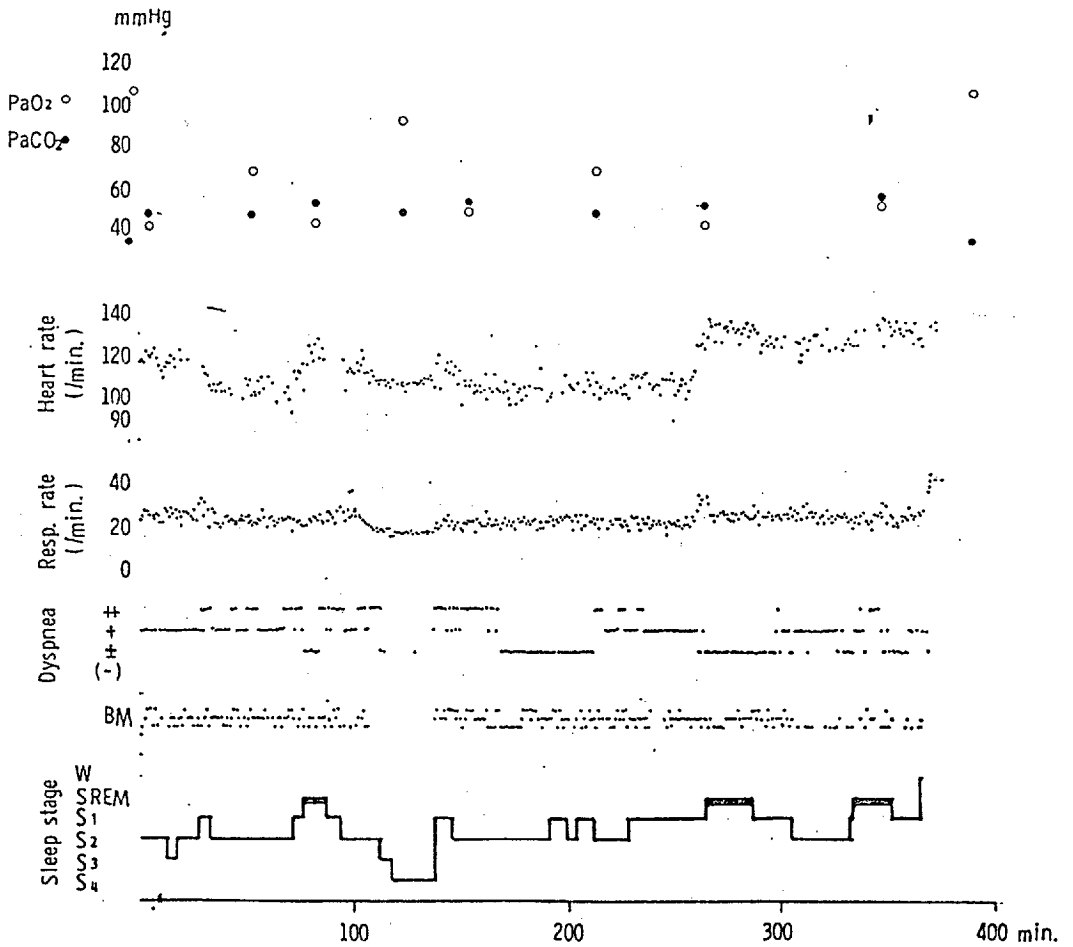 mmHg
120
PaO₂ ○ 100
80
PaCO₂ ●
60
40
Heart rate
(/min.)
140
120
100
90
Resp. rate
(/min.)
40
20
0
Dyspnea
++
+
±
(-)
BM
Sleep stage
W
SREM
S1
S2
S3
S4
100 200 300 400 min.